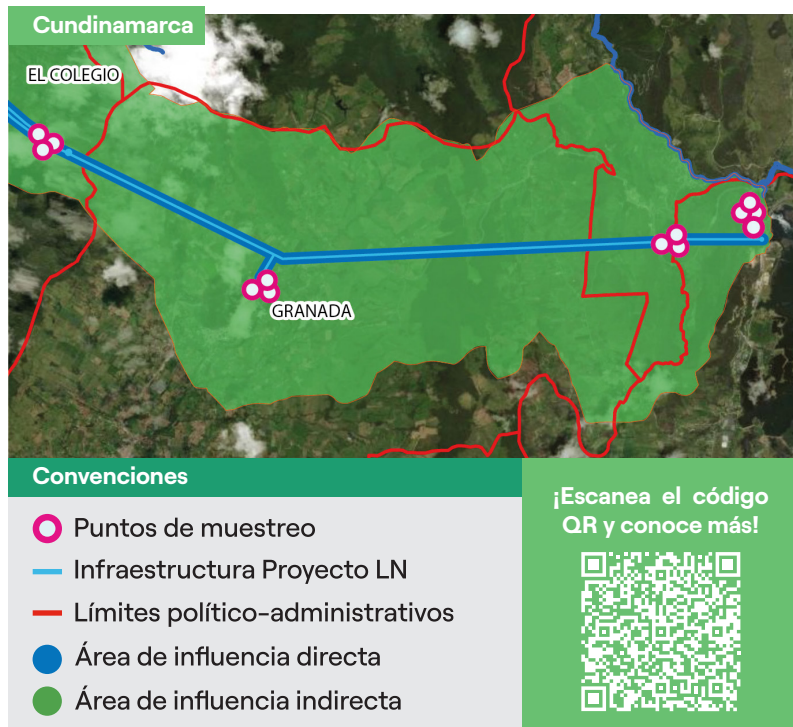 Cundinamarca
EL COLEGIO
GRANADA
Convenciones
Puntos de muestreo
Infraestructura Proyecto LN
Límites político-administrativos
Área de influencia directa
Área de influencia indirecta
¡Escanea el código
QR y conoce más!